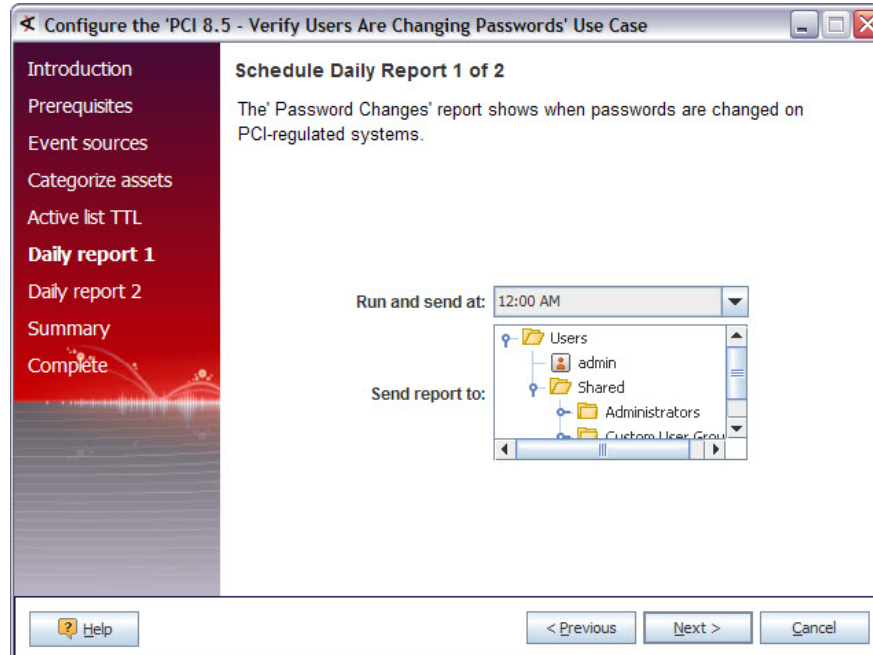 Configure the 'PCI 8.5 - Verify Users Are Changing Passwords' Use Case
Introduction
Prerequisites
Event sources
Categorize assets
Active list TTL
Daily report 1
Daily report 2
Summary
Complete
Schedule Daily Report 1 of 2
The' Password Changes' report shows when passwords are changed on
PCI-regulated systems.
Run and send at: 12:00 AM
Send report to:
Users
admin
Shared
Administrators
Custom User Grou
Help
< Previous
Next >
Cancel